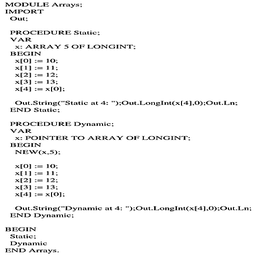 MODULE Arrays;
IMPORT
Out;
PROCEDURE Static;
VAR
x: ARRAY 5 OF LONGINT;
BEGIN
x[0] := 10;
x[1] := 11;
x[2] := 12;
x[3] := 13;
x[4] := x[0];
Out.String("Static at 4: ");Out.LongInt(x[4],0);Out.Ln;
END Static;
PROCEDURE Dynamic;
VAR
x: POINTER TO ARRAY OF LONGINT;
BEGIN
NEW(x,5);
x[0] := 10;
x[1] := 11;
x[2] := 12;
x[3] := 13;
x[4] := x[0];
Out.String("Dynamic at 4: ");Out.LongInt(x[4],0);Out.Ln;
END Dynamic;
BEGIN
Static;
Dynamic
END Arrays.